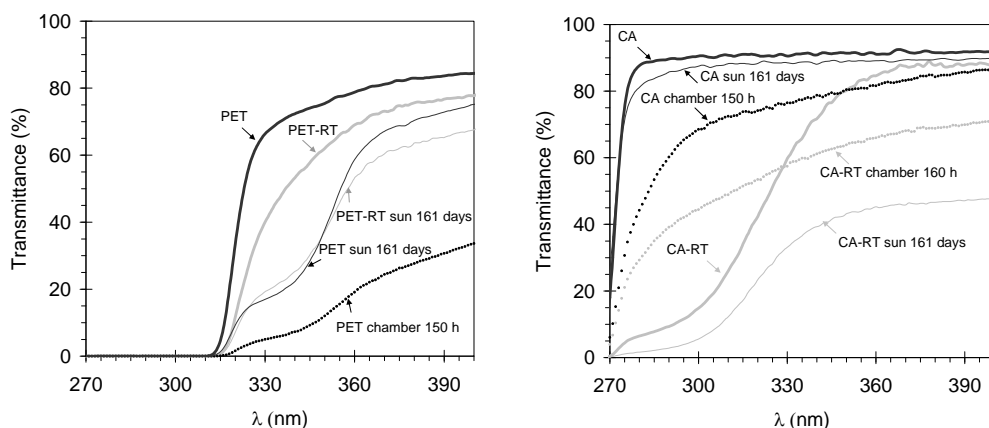 100
80
60
40
20
0
Transmittance (%)
PET
PET-RT
PET-RT sun 161 days
PET sun 161 days
PET chamber 150 h
270 300 330 360 390
λ (nm)
100
80
60
40
20
0
Transmittance (%)
CA
CA sun 161 days
CA chamber 150 h
CA-RT chamber 160 h
CA-RT
CA-RT sun 161 days
270 300 330 360 390
λ (nm)